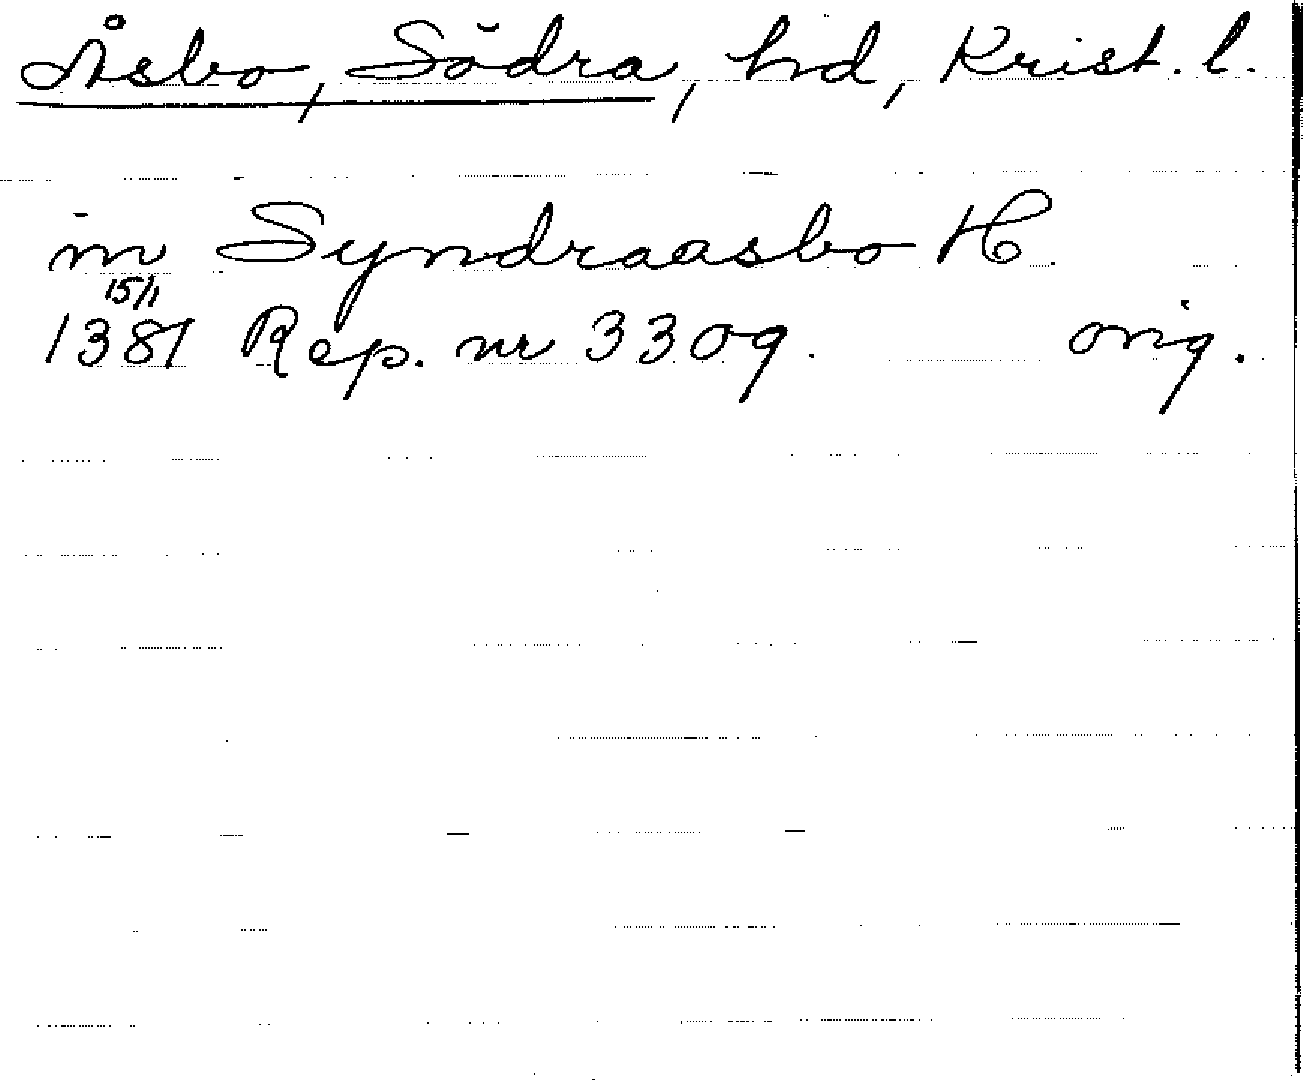 Åsbo, Södra, hd, Krist. l.
in Syndraasbo H
15/1
1381 Rep. nr 3309. orig.